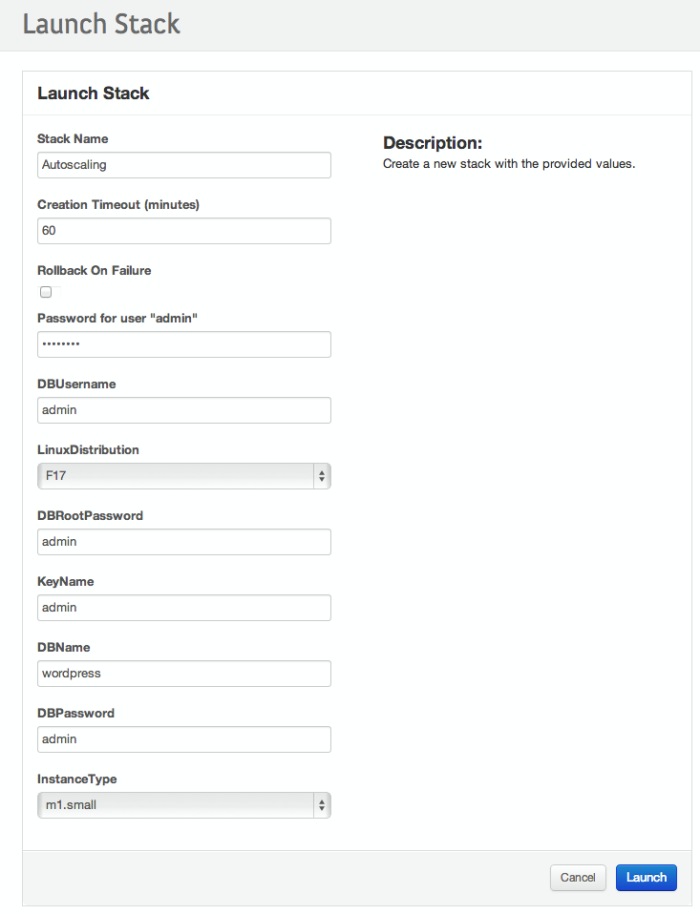 Launch Stack
Launch Stack
Stack Name
Autoscaling
Description:
Create a new stack with the provided values.
Creation Timeout (minutes)
60
Rollback On Failure
Password for user "admin"
••••••••
DBUsername
admin
LinuxDistribution
F17
DBRootPassword
admin
KeyName
admin
DBName
wordpress
DBPassword
admin
InstanceType
m1.small
Cancel Launch